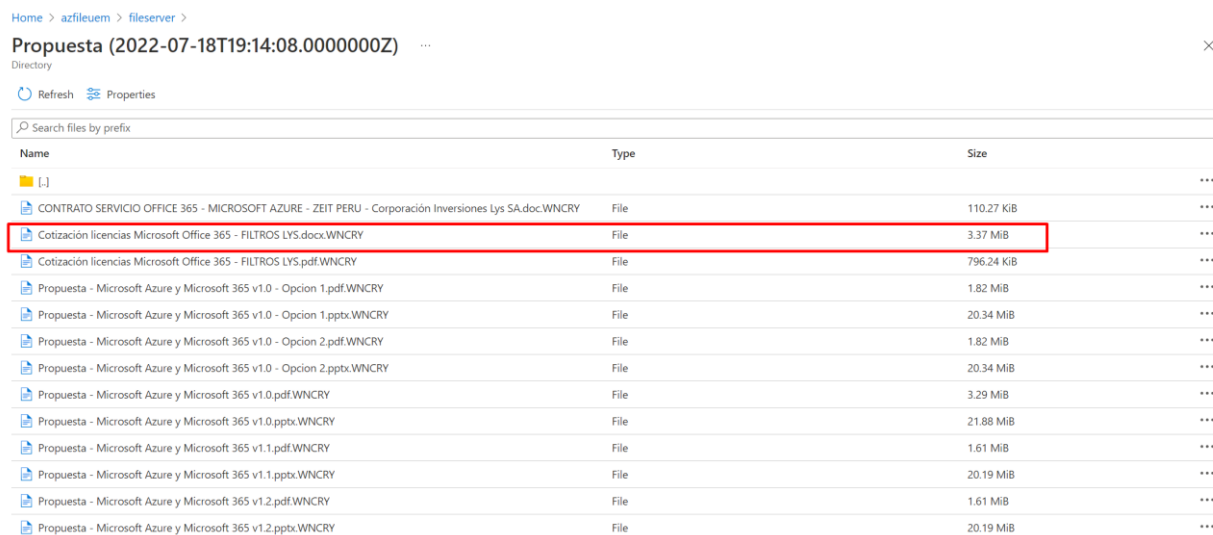 Home > azfileuem > fileserver >
Propuesta (2022-07-18T19:14:08.0000000Z) ...
Directory
Refresh Properties
Search files by prefix
Name Type Size
[..]
CONTRATO SERVICIO OFFICE 365 - MICROSOFT AZURE - ZEIT PERU - Corporación Inversiones Lys SA.doc.WNCRY File 110.27 KiB
Cotización licencias Microsoft Office 365 - FILTROS LYS.docx.WNCRY File 3.37 MiB
Cotización licencias Microsoft Office 365 - FILTROS LYS.pdf.WNCRY File 796.24 KiB
Propuesta - Microsoft Azure y Microsoft 365 v1.0 - Opcion 1.pdf.WNCRY File 1.82 MiB
Propuesta - Microsoft Azure y Microsoft 365 v1.0 - Opcion 1.pptx.WNCRY File 20.34 MiB
Propuesta - Microsoft Azure y Microsoft 365 v1.0 - Opcion 2.pdf.WNCRY File 1.82 MiB
Propuesta - Microsoft Azure y Microsoft 365 v1.0 - Opcion 2.pptx.WNCRY File 20.34 MiB
Propuesta - Microsoft Azure y Microsoft 365 v1.0.pdf.WNCRY File 3.29 MiB
Propuesta - Microsoft Azure y Microsoft 365 v1.0.pptx.WNCRY File 21.88 MiB
Propuesta - Microsoft Azure y Microsoft 365 v1.1.pdf.WNCRY File 1.61 MiB
Propuesta - Microsoft Azure y Microsoft 365 v1.1.pptx.WNCRY File 20.19 MiB
Propuesta - Microsoft Azure y Microsoft 365 v1.2.pdf.WNCRY File 1.61 MiB
Propuesta - Microsoft Azure y Microsoft 365 v1.2.pptx.WNCRY File 20.19 MiB